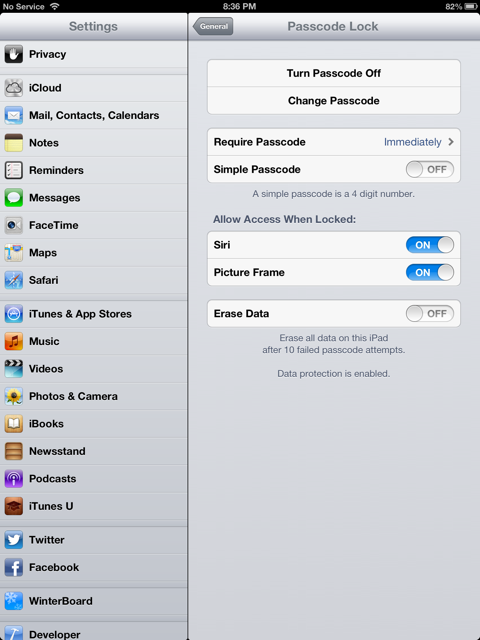 No Service 8:36 PM 82%
Settings
Privacy
iCloud
Mail, Contacts, Calendars
Notes
Reminders
Messages
FaceTime
Maps
Safari
iTunes & App Stores
Music
Videos
Photos & Camera
iBooks
Newsstand
Podcasts
iTunes U
Twitter
Facebook
WinterBoard
Developer
General
Passcode Lock
Turn Passcode Off
Change Passcode
Require Passcode Immediately
Simple Passcode OFF
A simple passcode is a 4 digit number.
Allow Access When Locked:
Siri ON
Picture Frame ON
Erase Data OFF
Erase all data on this iPad
after 10 failed passcode attempts.
Data protection is enabled.